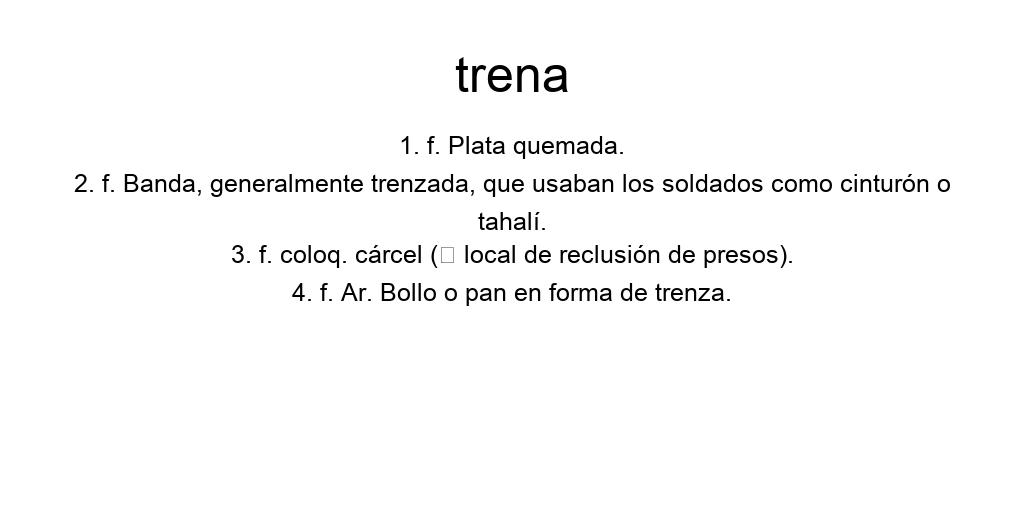 trena
1. f. Plata quemada.
2. f. Banda, generalmente trenzada, que usaban los soldados como cinturón o
tahalí.
3. f. coloq. cárcel (□ local de reclusión de presos).
4. f. Ar. Bollo o pan en forma de trenza.